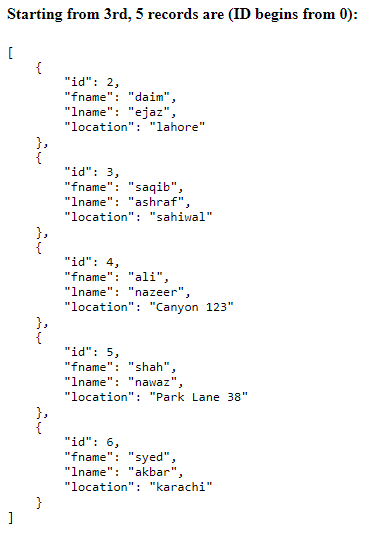 Starting from 3rd, 5 records are (ID begins from 0):
[
    {
        "id": 2,
        "fname": "daim",
        "lname": "ejaz",
        "location": "lahore"
    },
    {
        "id": 3,
        "fname": "saqib",
        "lname": "ashraf",
        "location": "sahiwal"
    },
    {
        "id": 4,
        "fname": "ali",
        "lname": "nazeer",
        "location": "Canyon 123"
    },
    {
        "id": 5,
        "fname": "shah",
        "lname": "nawaz",
        "location": "Park Lane 38"
    },
    {
        "id": 6,
        "fname": "syed",
        "lname": "akbar",
        "location": "karachi"
    }
]